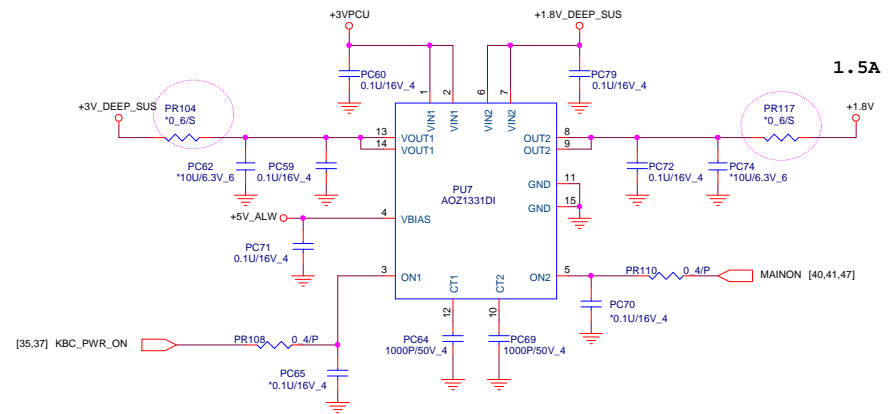 +3VPCU
+1.8V_DEEP_SUS
1.5A
PC60
0.1U/16V_4
PC79
0.1U/16V_4
+3V_DEEP_SUS
PR104
*0_6/S
PR117
*0_6/S
+1.8V
1
2
6
7
VIN1
VIN1
VIN2
VIN2
13
VOUT1
14
VOUT1
OUT2
8
OUT2
9
PC62
*10U/6.3V_6
PC59
0.1U/16V_4
PC72
0.1U/16V_4
PC74
*10U/6.3V_6
PU7
AOZ1331DI
GND
11
GND
15
+5V_ALW
4
VBIAS
PC71
0.1U/16V_4
3
ON1
CT1
CT2
ON2
5
PR110
0_4/P
MAINON [40,41,47]
12
10
PC70
*0.1U/16V_4
[35,37] KBC_PWR_ON
PR108
0_4/P
PC64
1000P/50V_4
PC69
1000P/50V_4
PC65
*0.1U/16V_4